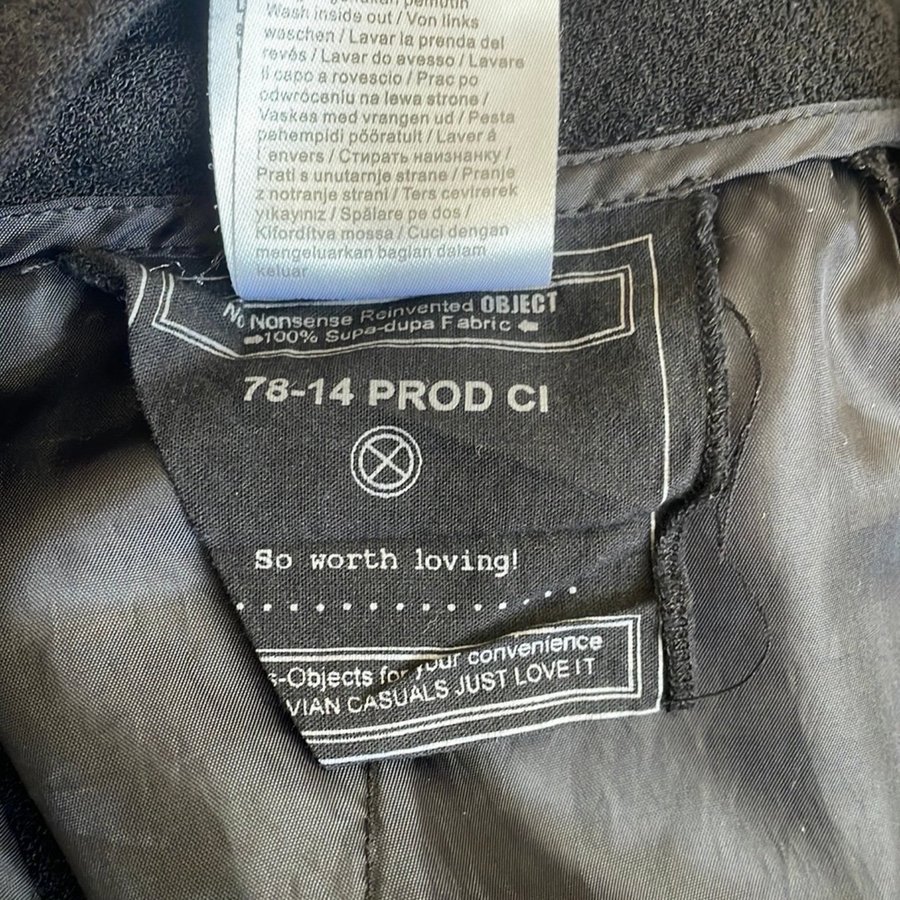 Wash inside out / Von links
waschen / Lavar la prenda del
revés / Lavar do avesso / Lavare
il capo a rovescio / Prac po
odwróceniu na lewa strone /
Vaskes med vrangen ud / Pesta
pahempidi pööratult / Laver à
l'envers / Стирать наизнанку /
Prati s unutarnje strane / Pranje
z notranje strani / Ters cevirerek
yıkayınız / Spălare pe dos /
Kifordítva mossa / Cuci dengan
mengeluarkan bagian dalam
keluar
Nonsense Reinvented OBJECT
100% Supa-dupa Fabric
78-14 PROD CI
So worth loving!
s-Objects for your convenience
VIAN CASUALS JUST LOVE IT